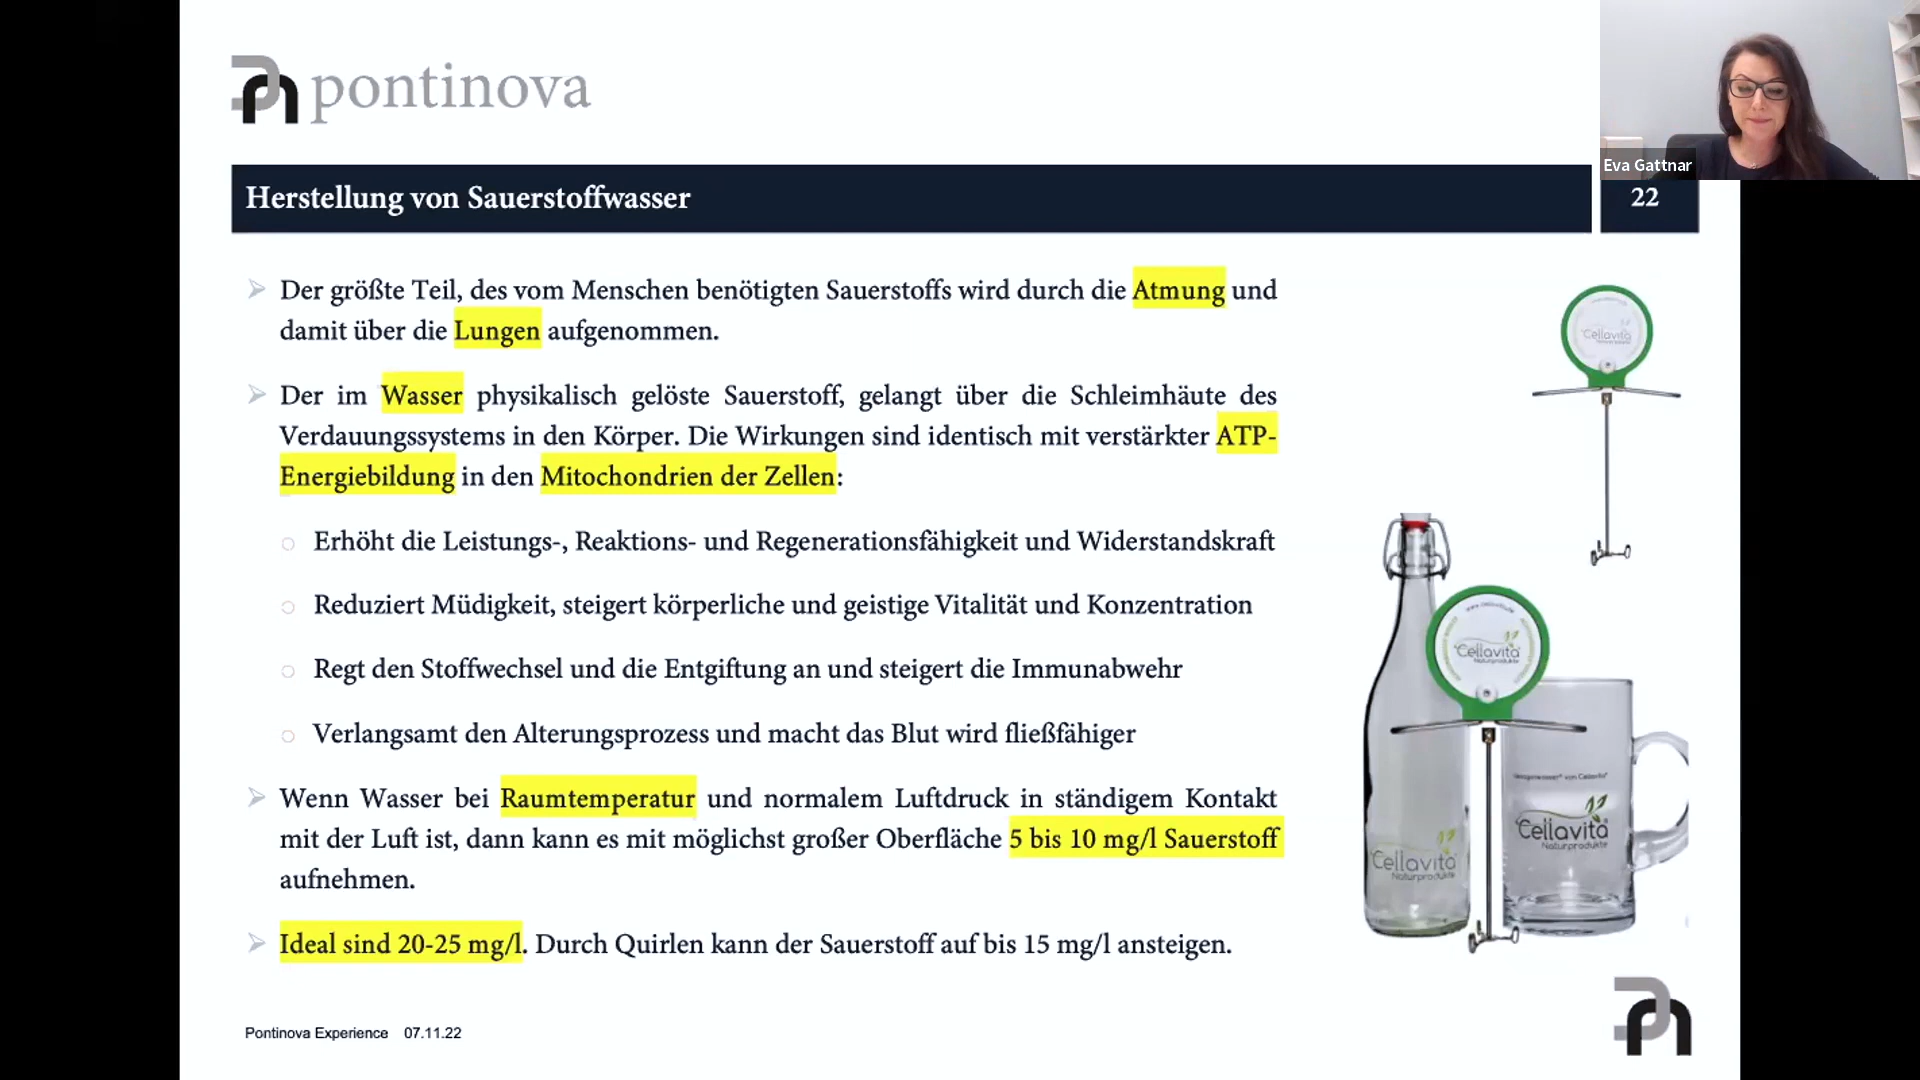 pontinova
Eva Gattnar
Herstellung von Sauerstoffwasser
22
Der größte Teil, des vom Menschen benötigten Sauerstoffs wird durch die Atmung und
damit über die Lungen aufgenommen.
Der im Wasser physikalisch gelöste Sauerstoff, gelangt über die Schleimhäute des
Verdauungssystems in den Körper. Die Wirkungen sind identisch mit verstärkter ATP-
Energiebildung in den Mitochondrien der Zellen:
Erhöht die Leistungs-, Reaktions- und Regenerationsfähigkeit und Widerstandskraft
Reduziert Müdigkeit, steigert körperliche und geistige Vitalität und Konzentration
Regt den Stoffwechsel und die Entgiftung an und steigert die Immunabwehr
Verlangsamt den Alterungsprozess und macht das Blut wird fließfähiger
Wenn Wasser bei Raumtemperatur und normalem Luftdruck in ständigem Kontakt
mit der Luft ist, dann kann es mit möglichst großer Oberfläche 5 bis 10 mg/l Sauerstoff
aufnehmen.
Ideal sind 20-25 mg/l. Durch Quirlen kann der Sauerstoff auf bis 15 mg/l ansteigen.
Cellavita
Cellavita
Naturprodukte
Cellavita
Naturprodukte
Cellavita
Naturprodukte
Pontinova Experience 07.11.22